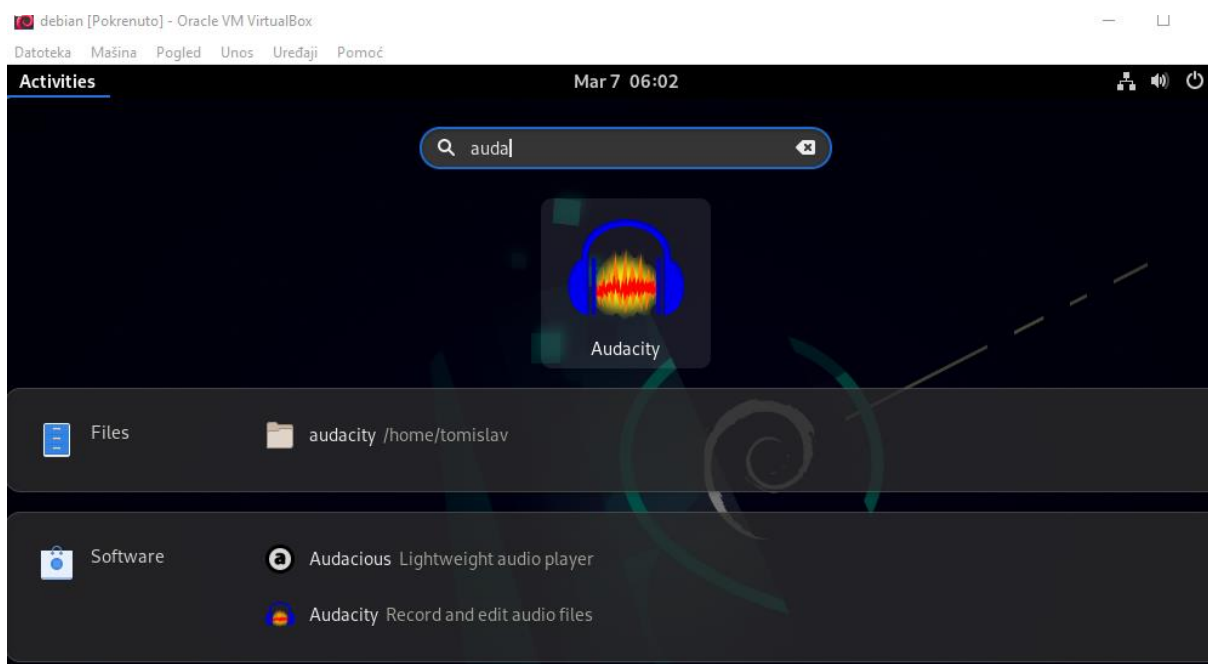 debian [Pokrenuto] - Oracle VM VirtualBox
Datoteka Mašina Pogled Unos Uređaji Pomoć
Activities Mar 7 06:02
auda
Audacity
Files audacity /home/tomislav
Software Audacious Lightweight audio player
Audacity Record and edit audio files